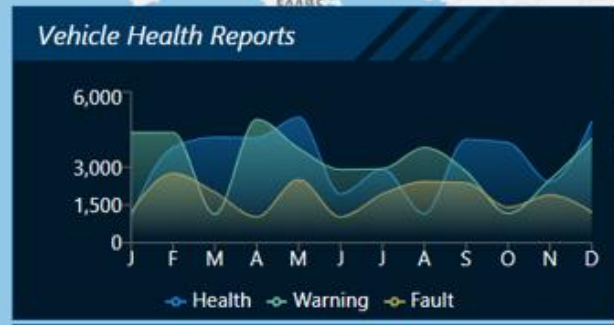 Vehicle Health Reports
6,000
3,000
1,500
0
J F M A M J J A S O N D
Health Warning Fault